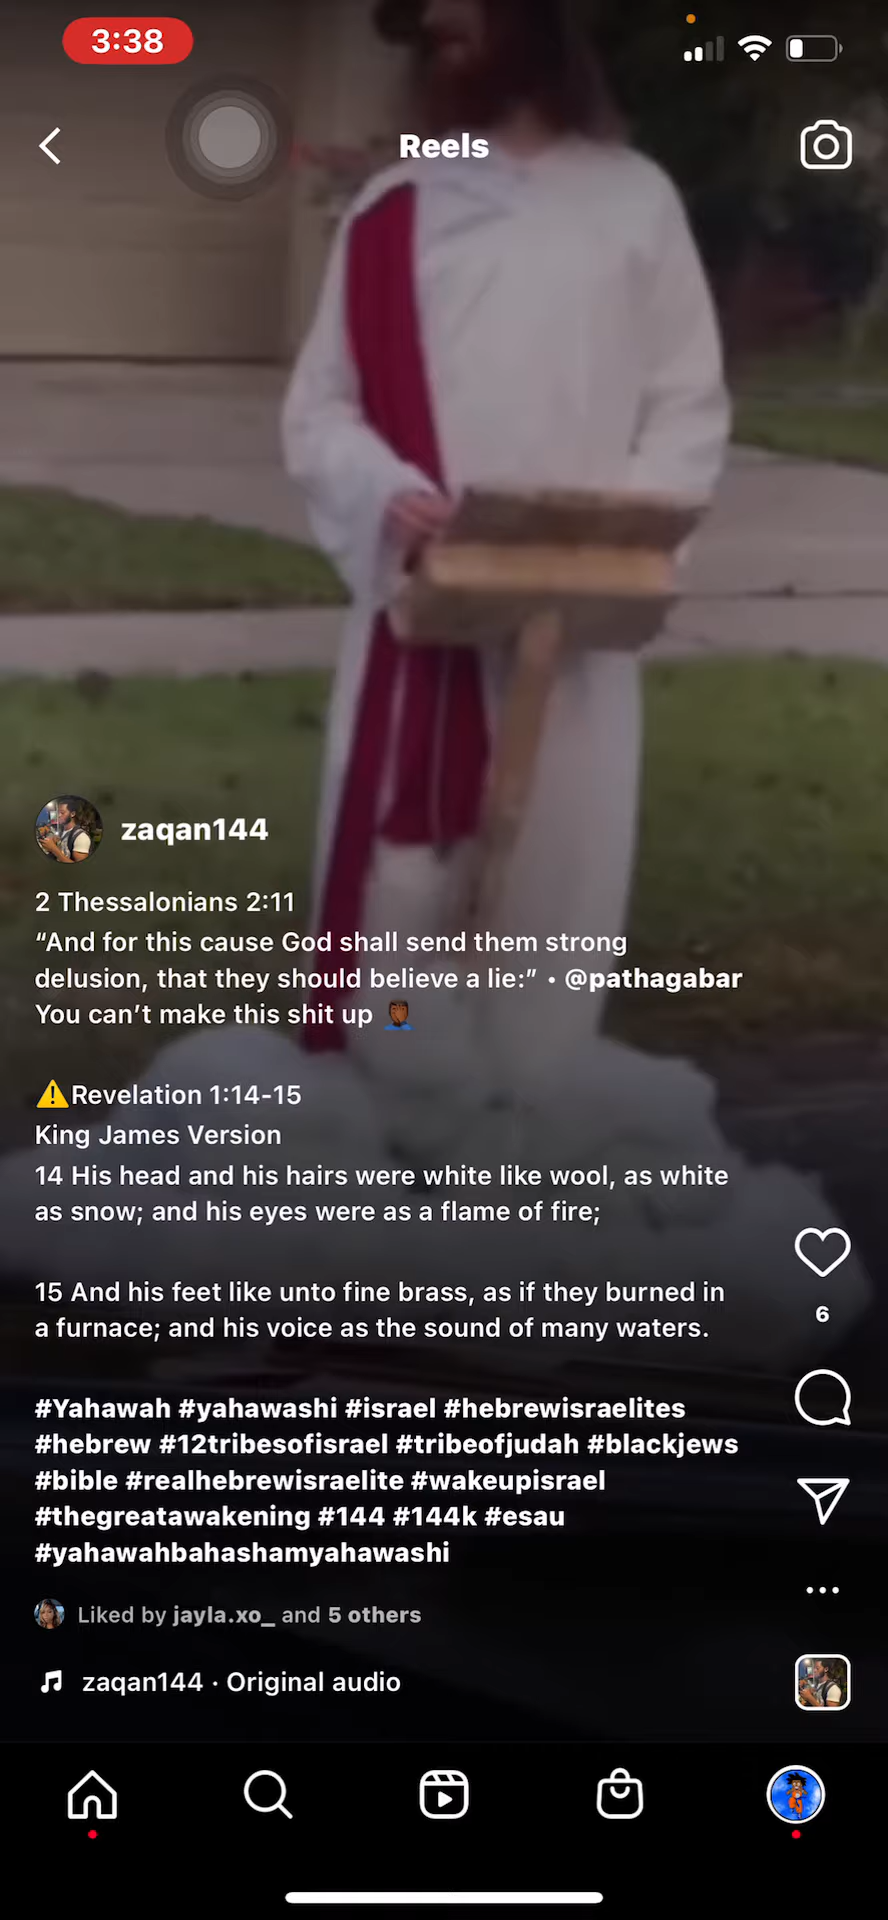 3:38
Reels
zaqan144
2 Thessalonians 2:11
“And for this cause God shall send them strong
delusion, that they should believe a lie:” • @pathagabar
You can’t make this shit up 🤦🏾‍♂️
⚠️Revelation 1:14-15
King James Version
14 His head and his hairs were white like wool, as white
as snow; and his eyes were as a flame of fire;
15 And his feet like unto fine brass, as if they burned in
a furnace; and his voice as the sound of many waters.
#Yahawah #yahawashi #israel #hebrewisraelites
#hebrew #12tribesofisrael #tribeofjudah #blackjews
#bible #realhebrewisraelite #wakeupisrael
#thegreatawakening #144 #144k #esau
#yahawahbahashamyahawashi
6
Liked by jayla.xo_ and 5 others
zaqan144 · Original audio